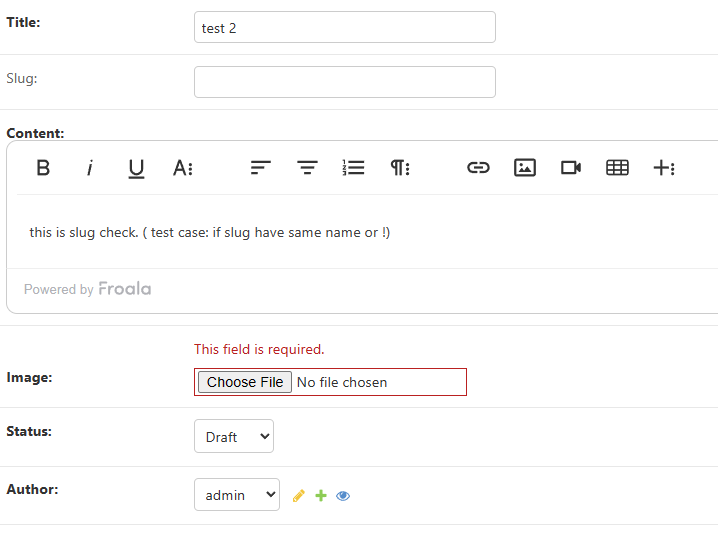 Title: test 2
Slug:
Content:
B i U A
this is slug check. ( test case: if slug have same name or !)
Powered by Froala
This field is required.
Image: Choose File No file chosen
Status: Draft
Author: admin